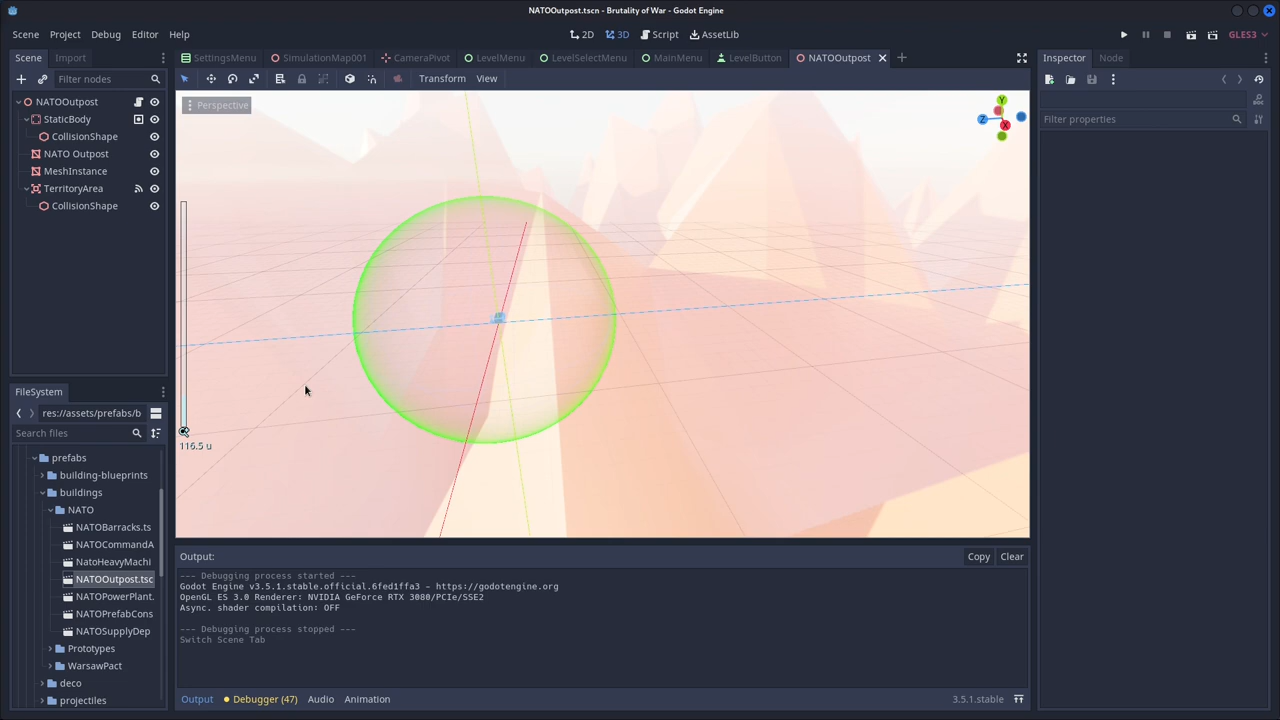 NATOOutpost.tscn - Brutality of War - Godot Engine
Scene Project Debug Editor Help
2D 3D Script AssetLib
GLES3
Scene Import
SettingsMenu SimulationMap001 CameraPivot LevelMenu LevelSelectMenu MainMenu LevelButton NATOOutpost
Inspector Node
Filter nodes
Transform View
NATOOutpost
StaticBody
CollisionShape
NATO Outpost
MeshInstance
TerritoryArea
CollisionShape
Perspective
Y
Z
X
116.5 u
Filter properties
FileSystem
res://assets/prefabs/b
Search files
prefabs
building-blueprints
buildings
NATO
NATOBarracks.ts
NATOCommandA
NatoHeavyMachi
NATOOutpost.tsc
NATOPowerPlant.
NATOPrefabCons
NATOSupplyDep
Prototypes
WarsawPact
deco
projectiles
Output:
Copy Clear
--- Debugging process started ---
Godot Engine v3.5.1.stable.official.6fed1ffa3 - https://godotengine.org
OpenGL ES 3.0 Renderer: NVIDIA GeForce RTX 3080/PCIe/SSE2
Async. shader compilation: OFF
--- Debugging process stopped ---
Switch Scene Tab
Output Debugger (47) Audio Animation
3.5.1.stable